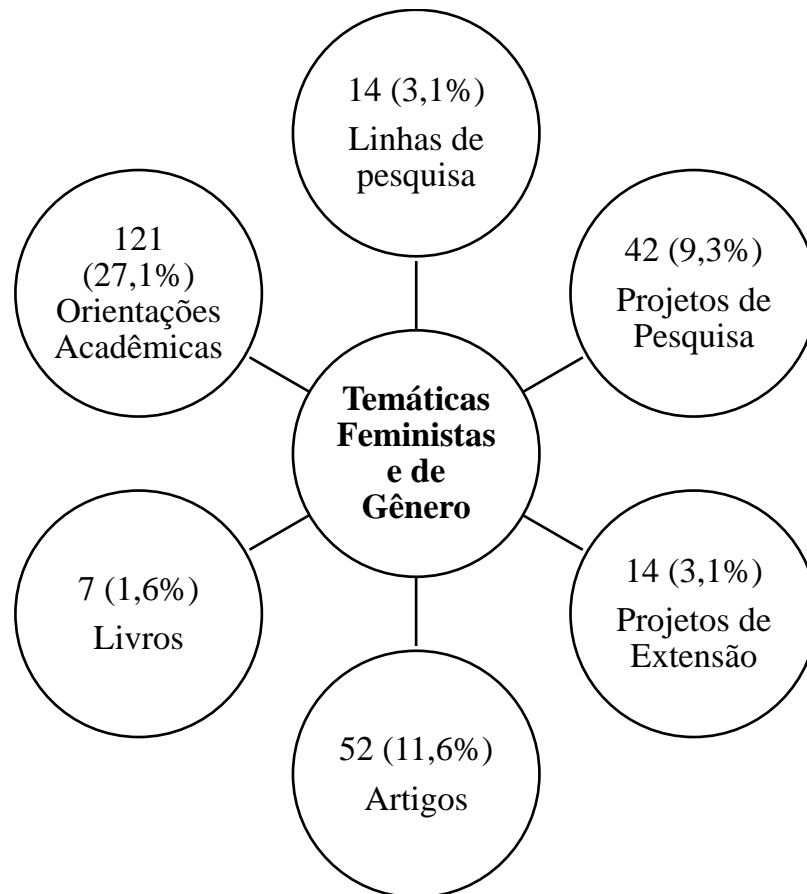 14 (3,1%)
Linhas de
pesquisa
121
(27,1%)
Orientações
Acadêmicas
42 (9,3%)
Projetos de
Pesquisa
Temáticas
Feministas
e de
Gênero
7 (1,6%)
Livros
14 (3,1%)
Projetos de
Extensão
52 (11,6%)
Artigos